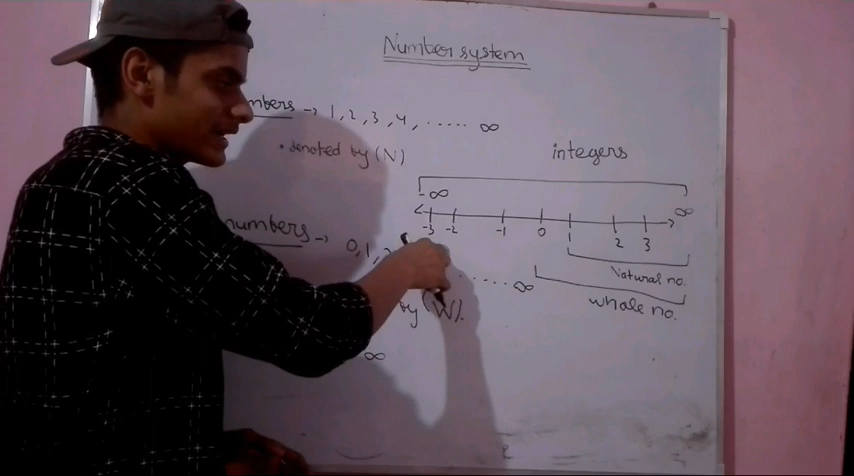 Number system
mbers → 1, 2, 3, 4, ..... ∞
• denoted by (N)
integers
-∞ ∞
-3 -2 -1 0 1 2 3
numbers → 0, 1, 2
..... ∞
Natural no.
whole no.
by (W).
∞